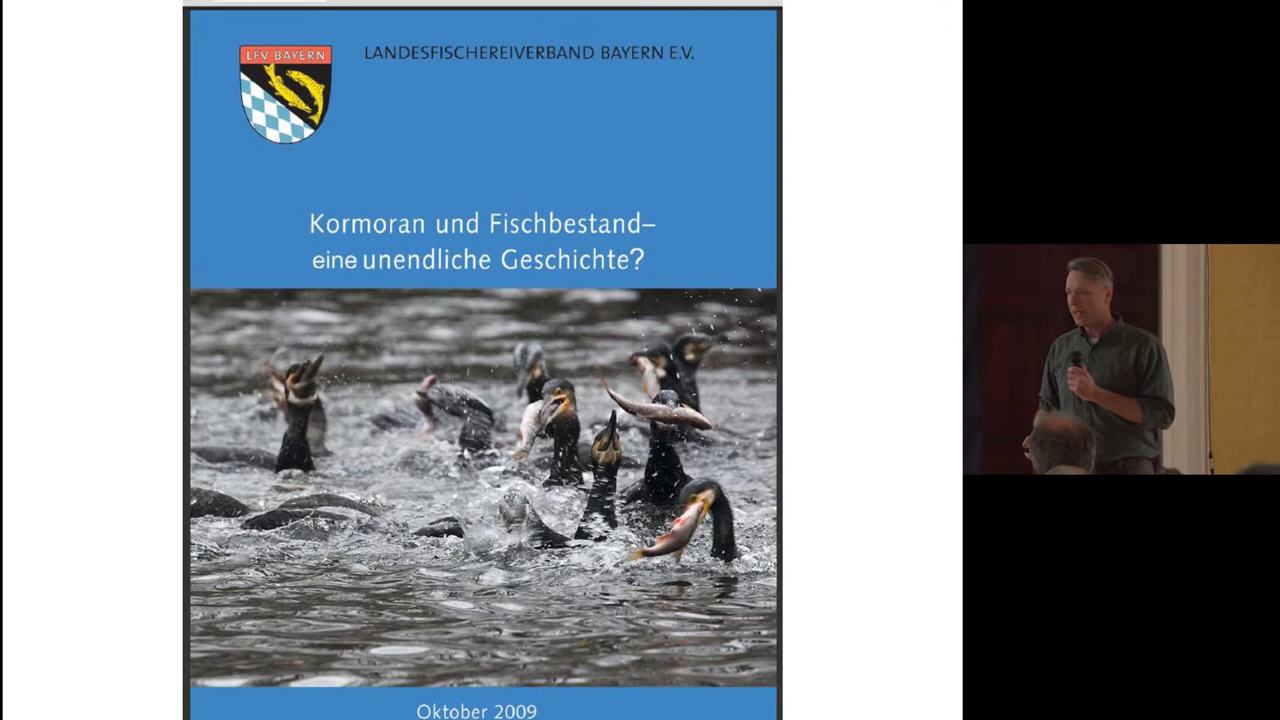 LFV BAYERN
LANDESFISCHEREIVERBAND BAYERN E.V.
Kormoran und Fischbestand–
eine unendliche Geschichte?
Oktober 2009